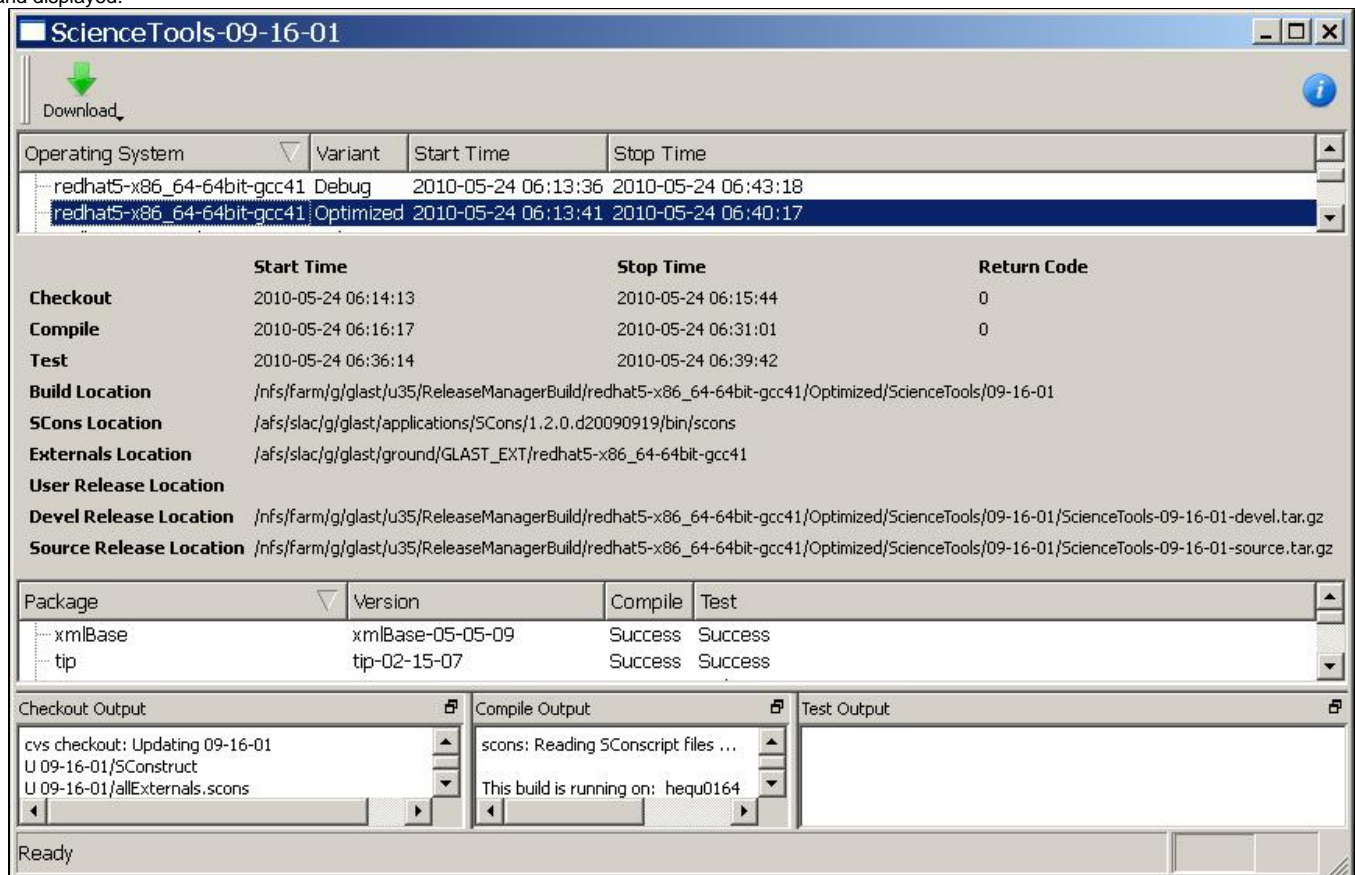 and displayed.
ScienceTools-09-16-01
Download
Operating System Variant Start Time Stop Time
redhat5-x86_64-64bit-gcc41 Debug 2010-05-24 06:13:36 2010-05-24 06:43:18
redhat5-x86_64-64bit-gcc41 Optimized 2010-05-24 06:13:41 2010-05-24 06:40:17
Start Time Stop Time Return Code
Checkout 2010-05-24 06:14:13 2010-05-24 06:15:44 0
Compile 2010-05-24 06:16:17 2010-05-24 06:31:01 0
Test 2010-05-24 06:36:14 2010-05-24 06:39:42
Build Location /nfs/farm/g/glast/u35/ReleaseManagerBuild/redhat5-x86_64-64bit-gcc41/Optimized/ScienceTools/09-16-01
SCons Location /afs/slac/g/glast/applications/SCons/1.2.0.d20090919/bin/scons
Externals Location /afs/slac/g/glast/ground/GLAST_EXT/redhat5-x86_64-64bit-gcc41
User Release Location
Devel Release Location /nfs/farm/g/glast/u35/ReleaseManagerBuild/redhat5-x86_64-64bit-gcc41/Optimized/ScienceTools/09-16-01/ScienceTools-09-16-01-devel.tar.gz
Source Release Location /nfs/farm/g/glast/u35/ReleaseManagerBuild/redhat5-x86_64-64bit-gcc41/Optimized/ScienceTools/09-16-01/ScienceTools-09-16-01-source.tar.gz
Package Version Compile Test
xmlBase xmlBase-05-05-09 Success Success
tip tip-02-15-07 Success Success
Checkout Output Compile Output Test Output
cvs checkout: Updating 09-16-01
U 09-16-01/SConstruct
U 09-16-01/allExternals.scons
scons: Reading SConscript files ...
This build is running on: hequ0164
Ready